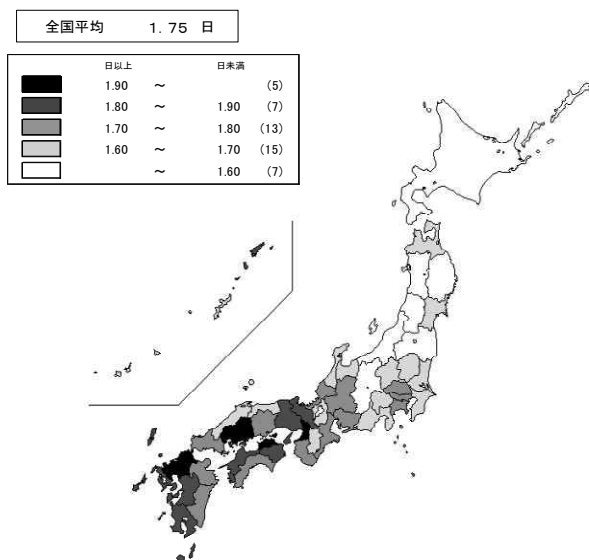 全国平均 1.75 日
日以上 日未満
1.90 ～ (5)
1.80 ～ 1.90 (7)
1.70 ～ 1.80 (13)
1.60 ～ 1.70 (15)
～ 1.60 (7)